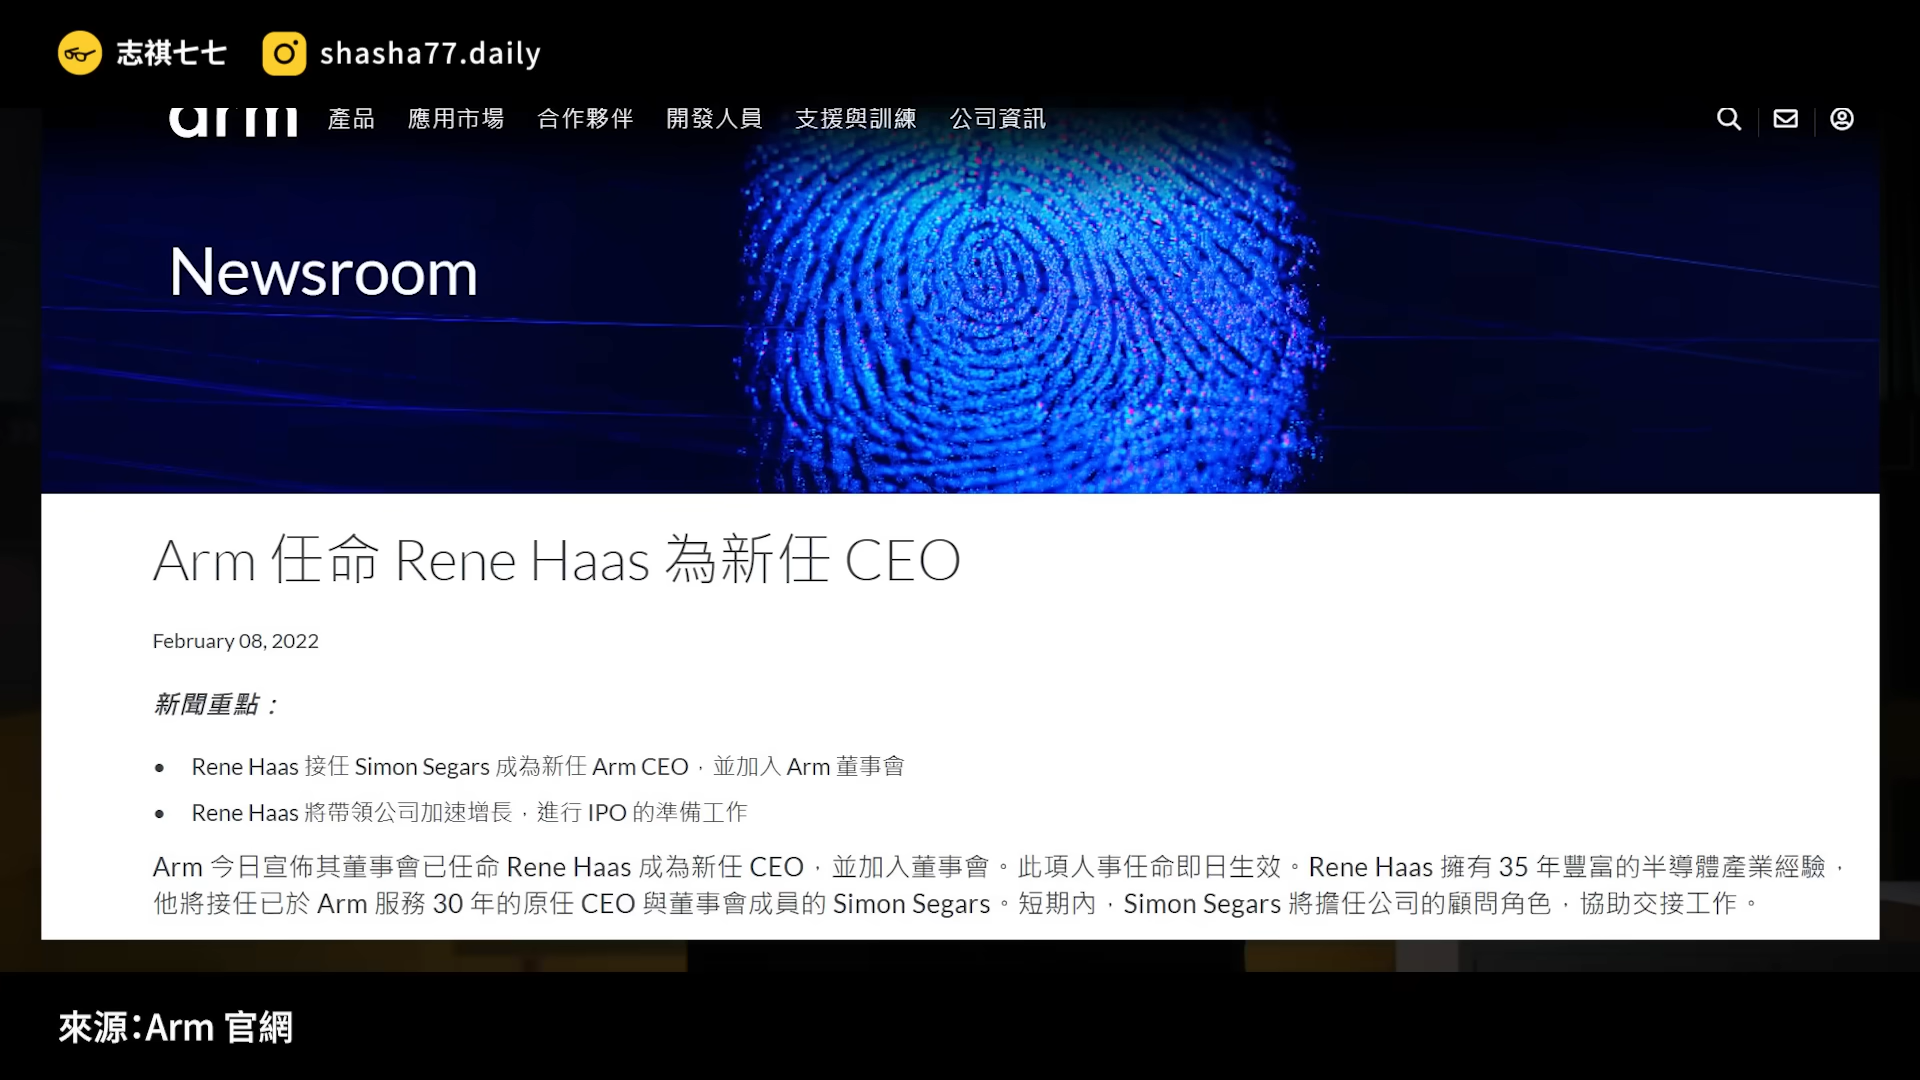 志祺七七 shasha77.daily
arm 產品 應用市場 合作夥伴 開發人員 支援與訓練 公司資訊
Newsroom
Arm 任命 Rene Haas 為新任 CEO
February 08, 2022
新聞重點：
• Rene Haas 接任 Simon Segars 成為新任 Arm CEO，並加入 Arm 董事會
• Rene Haas 將帶領公司加速增長，進行 IPO 的準備工作
Arm 今日宣佈其董事會已任命 Rene Haas 成為新任 CEO，並加入董事會。此項人事任命即日生效。Rene Haas 擁有 35 年豐富的半導體產業經驗，
他將接任已於 Arm 服務 30 年的原任 CEO 與董事會成員的 Simon Segars。短期內，Simon Segars 將擔任公司的顧問角色，協助交接工作。
來源：Arm 官網